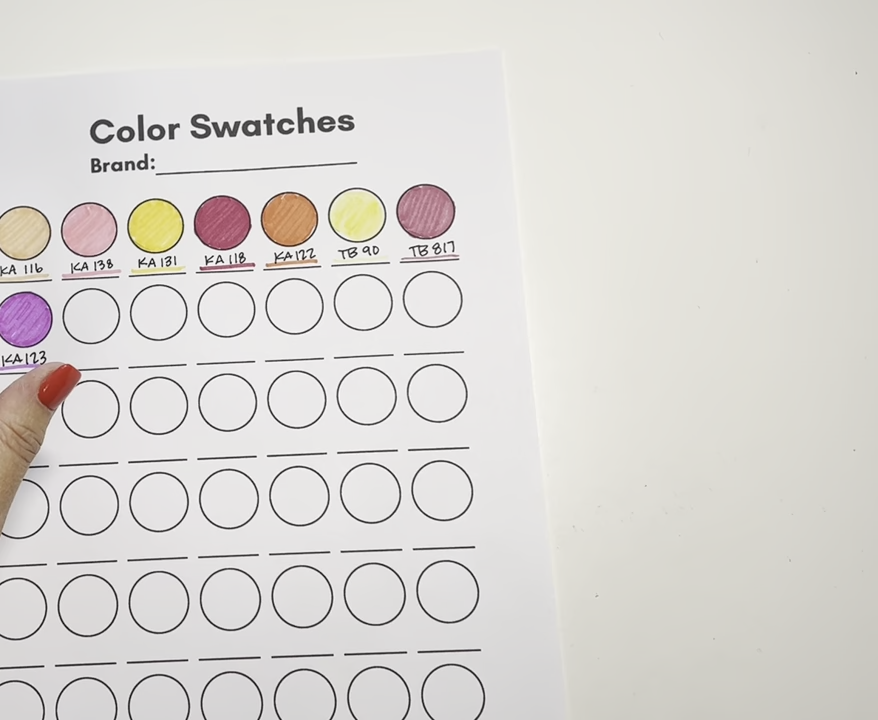 Color Swatches
Brand:
KA 116 KA 138 KA 131 KA 118 KA 122 TB 90 TB 817
KA 123